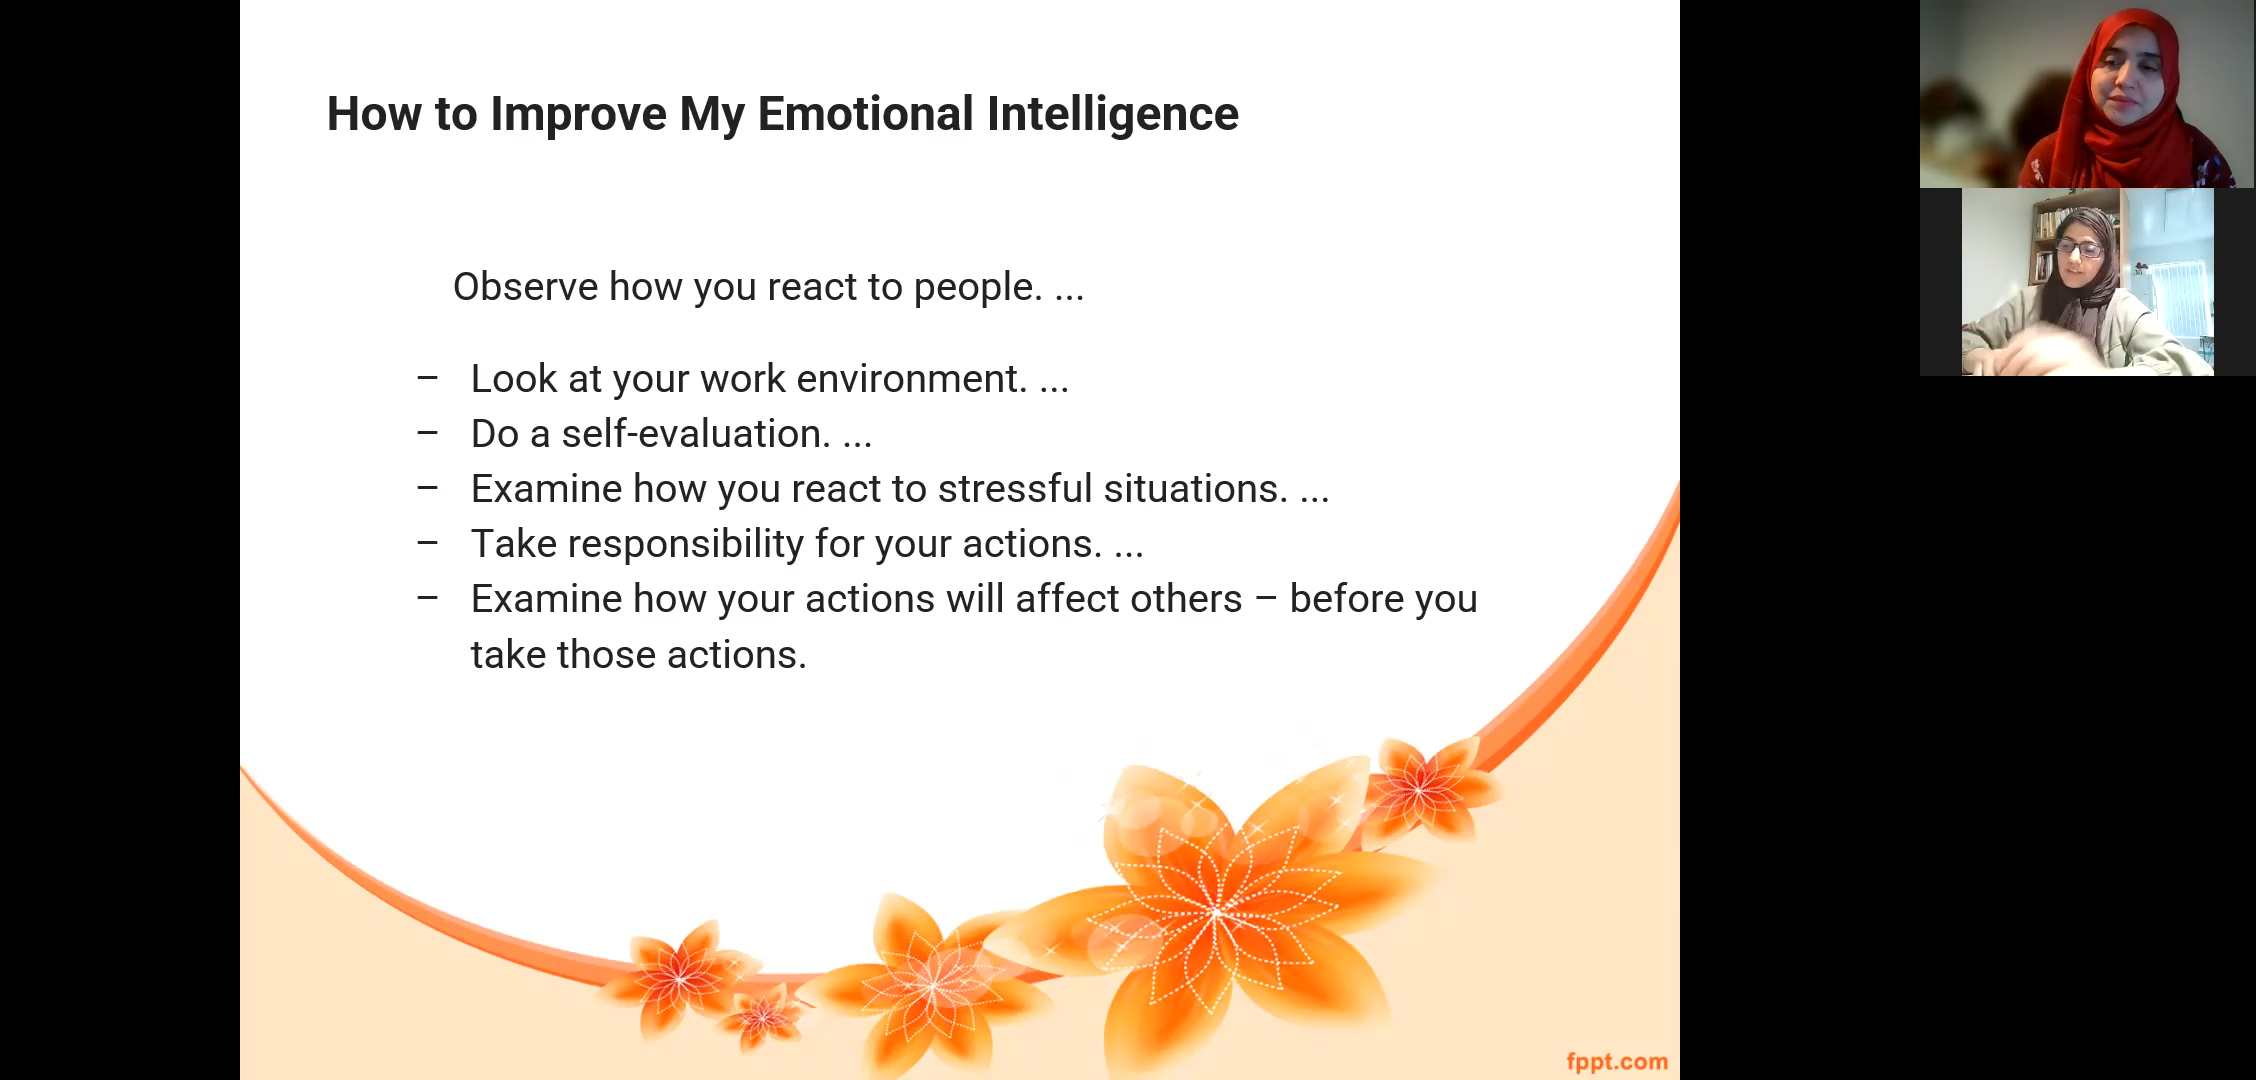 How to Improve My Emotional Intelligence
Observe how you react to people. ...
– Look at your work environment. ...
– Do a self-evaluation. ...
– Examine how you react to stressful situations. ...
– Take responsibility for your actions. ...
– Examine how your actions will affect others – before you
take those actions.
fppt.com